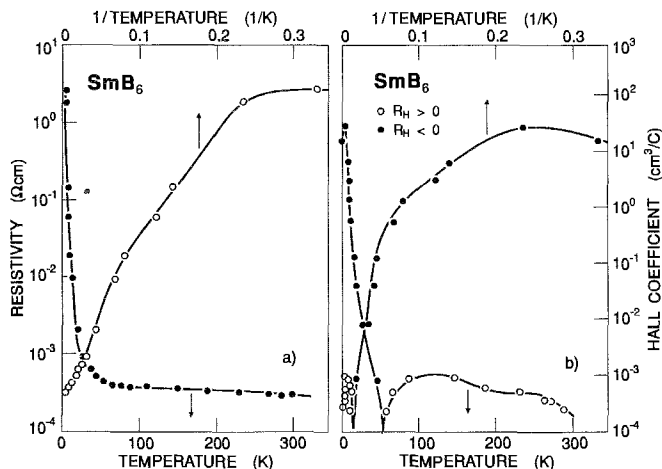 1/TEMPERATURE (1/K)
0 0.1 0.2 0.3
RESISTIVITY (Ωcm)
10¹
10⁰
10⁻¹
10⁻²
10⁻³
10⁻⁴
SmB₆
a)
0 100 200 300
TEMPERATURE (K)
1/TEMPERATURE (1/K)
0 0.1 0.2 0.3
SmB₆
○ R_H > 0
● R_H < 0
b)
10³
10²
10¹
10⁰
10⁻¹
10⁻²
10⁻³
10⁻⁴
HALL COEFFICIENT (cm³/C)
0 100 200 300
TEMPERATURE (K)